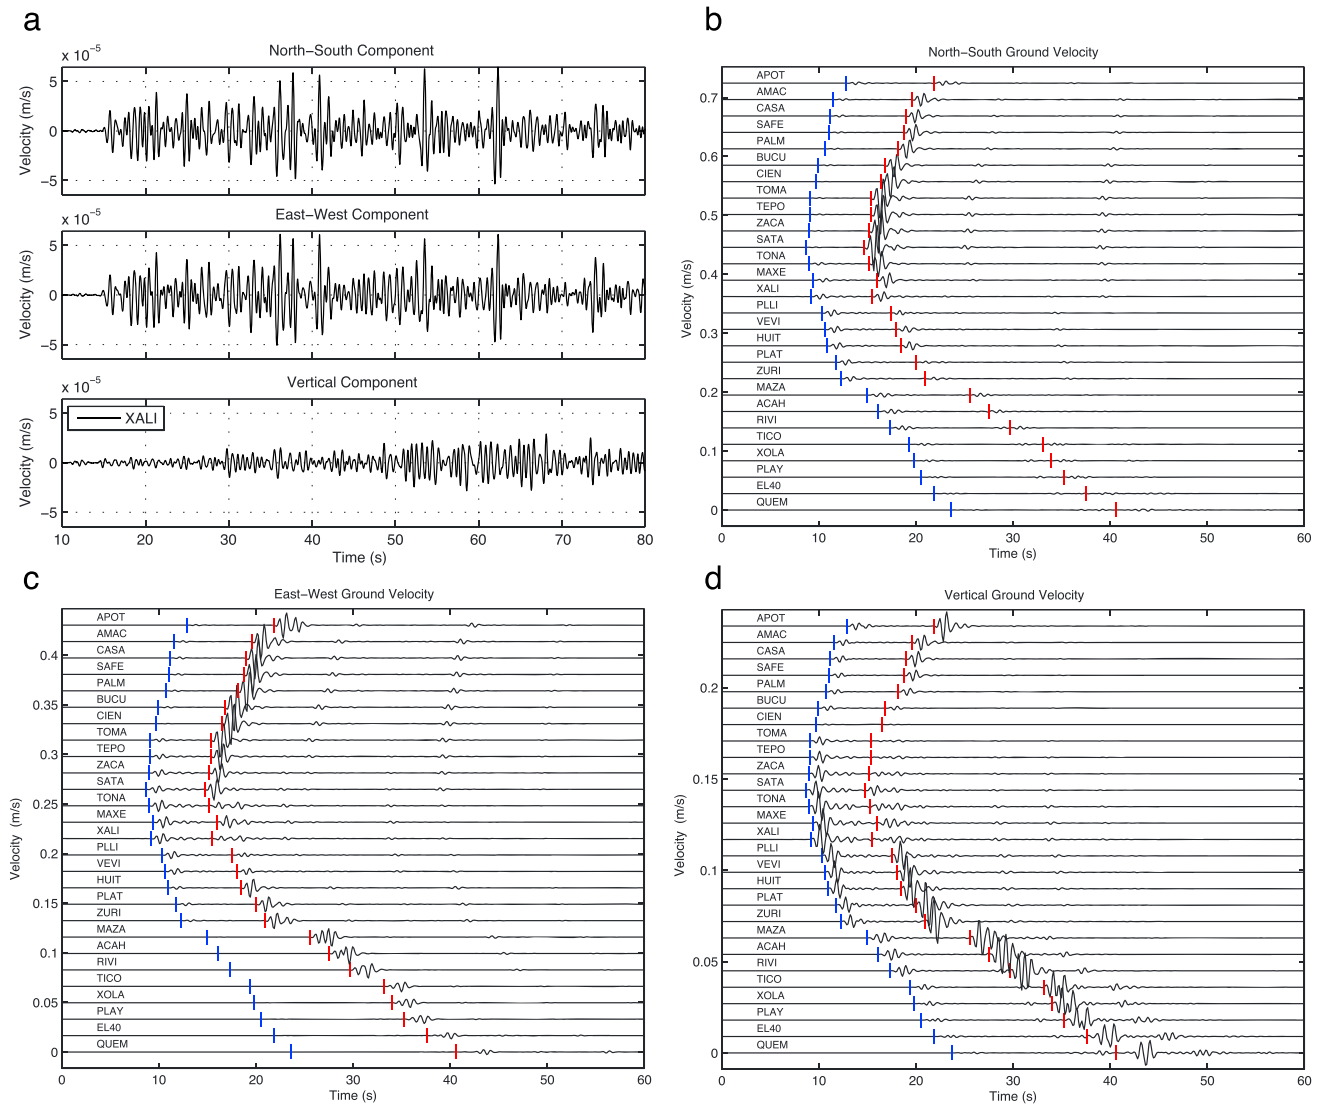 a
North−South Component
x 10⁻⁵
Velocity (m/s)
5
0
−5
East−West Component
x 10⁻⁵
Velocity (m/s)
5
0
−5
Vertical Component
x 10⁻⁵
XALI
Velocity (m/s)
5
0
−5
10 20 30 40 50 60 70 80
Time (s)
b
North−South Ground Velocity
APOT
AMAC
CASA
SAFE
PALM
BUCU
CIEN
TOMA
TEPO
ZACA
SATA
TONA
MAXE
XALI
PLLI
VEVI
HUIT
PLAT
ZURI
MAZA
ACAH
RIVI
TICO
XOLA
PLAY
EL40
QUEM
Velocity (m/s)
0.7
0.6
0.5
0.4
0.3
0.2
0.1
0
0 10 20 30 40 50 60
Time (s)
c
East−West Ground Velocity
APOT
AMAC
CASA
SAFE
PALM
BUCU
CIEN
TOMA
TEPO
ZACA
SATA
TONA
MAXE
XALI
PLLI
VEVI
HUIT
PLAT
ZURI
MAZA
ACAH
RIVI
TICO
XOLA
PLAY
EL40
QUEM
Velocity (m/s)
0.4
0.35
0.3
0.25
0.2
0.15
0.1
0.05
0
0 10 20 30 40 50 60
Time (s)
d
Vertical Ground Velocity
APOT
AMAC
CASA
SAFE
PALM
BUCU
CIEN
TOMA
TEPO
ZACA
SATA
TONA
MAXE
XALI
PLLI
VEVI
HUIT
PLAT
ZURI
MAZA
ACAH
RIVI
TICO
XOLA
PLAY
EL40
QUEM
Velocity (m/s)
0.2
0.15
0.1
0.05
0
0 10 20 30 40 50 60
Time (s)